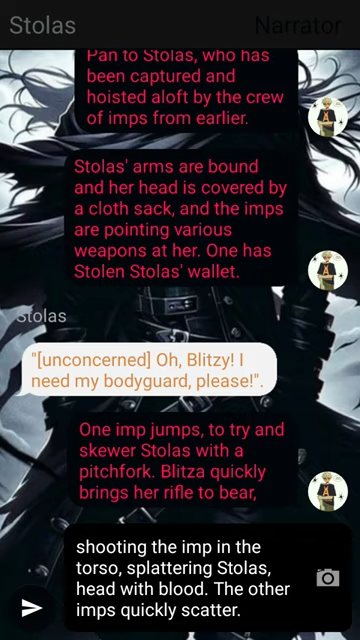 Stolas
Narrator
Pan to Stolas, who has
been captured and
hoisted aloft by the crew
of imps from earlier.
Stolas' arms are bound
and her head is covered by
a cloth sack, and the imps
are pointing various
weapons at her. One has
Stolen Stolas' wallet.
Stolas
"[unconcerned] Oh, Blitzy! I
need my bodyguard, please!".
One imp jumps, to try and
skewer Stolas with a
pitchfork. Blitza quickly
brings her rifle to bear,
shooting the imp in the
torso, splattering Stolas,
head with blood. The other
imps quickly scatter.